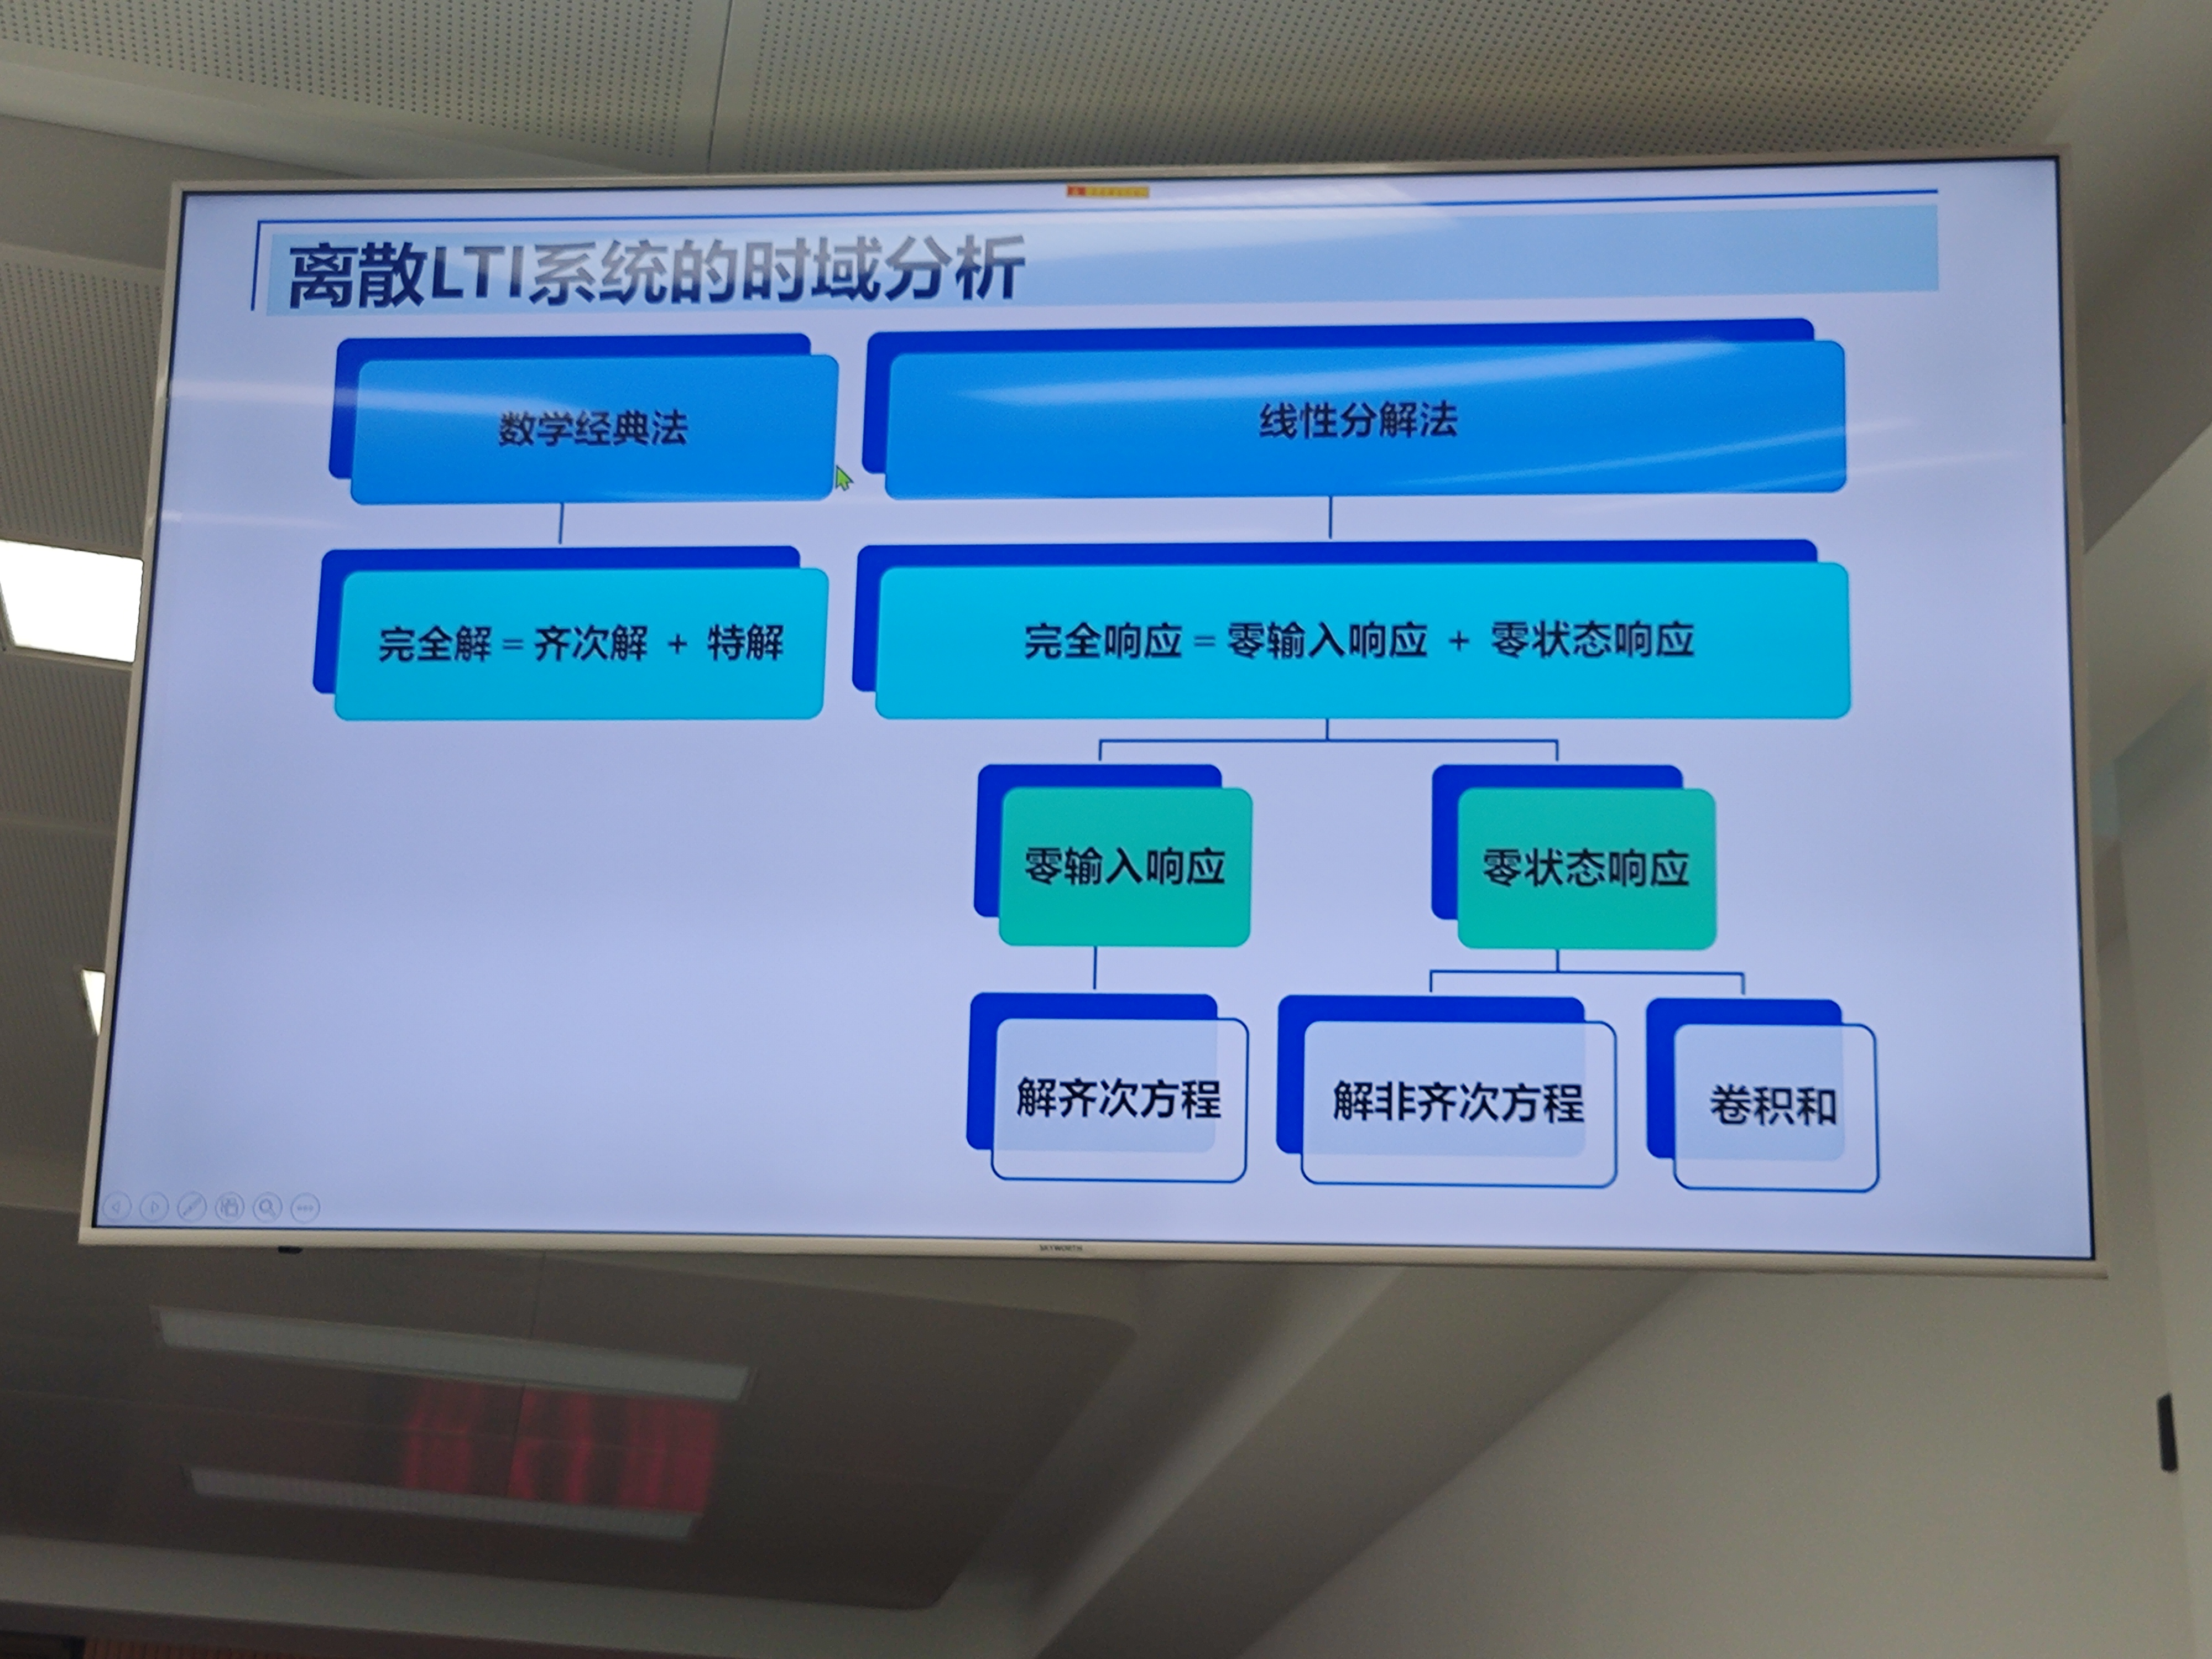 离散LTI系统的时域分析
数学经典法
线性分解法
完全解 = 齐次解 + 特解
完全响应 = 零输入响应 + 零状态响应
零输入响应
零状态响应
解齐次方程
解非齐次方程
卷积和
SKYWORTH